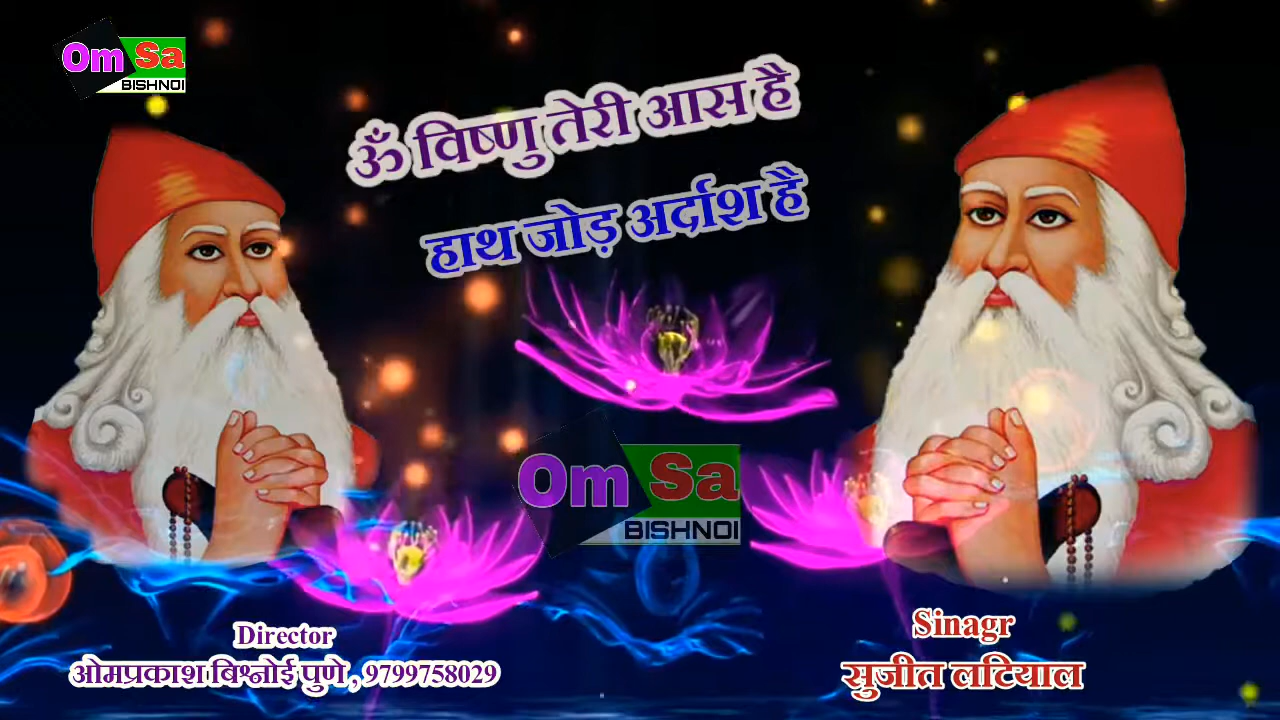 Om Sa
BISHNOI
ॐ विष्णु तेरी आस है
हाथ जोड़ अर्दाश है
Om Sa
BISHNOI
Director
ओमप्रकाश बिश्नोई पुणे , 9799758029
Sinagr
सुजीत लटियाल